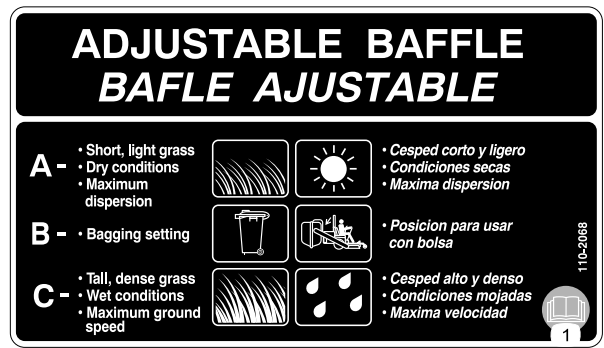 ADJUSTABLE BAFFLE
BAFLE AJUSTABLE
A- • Short, light grass
• Dry conditions
• Maximum
dispersion
• Cesped corto y ligero
• Condiciones secas
• Maxima dispersion
B - • Bagging setting
• Posicion para usar
con bolsa
C- • Tall, dense grass
• Wet conditions
• Maximum ground
speed
• Cesped alto y denso
• Condiciones mojadas
• Maxima velocidad
110-2068
1